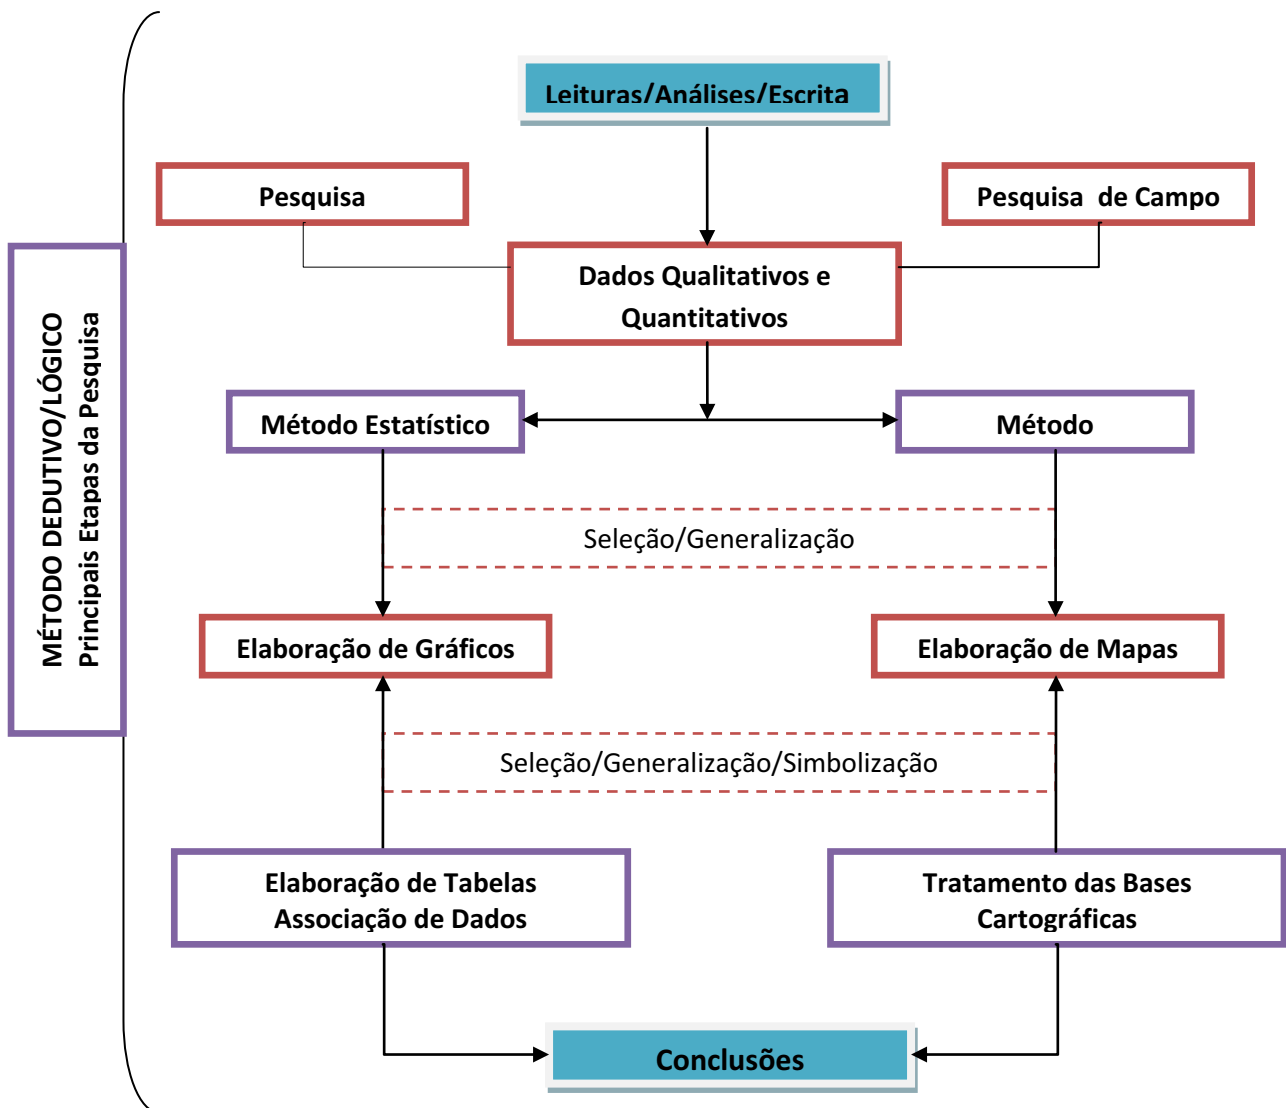 MÉTODO DEDUTIVO/LÓGICO
Principais Etapas da Pesquisa
Leituras/Análises/Escrita
Pesquisa
Pesquisa de Campo
Dados Qualitativos e
Quantitativos
Método Estatístico
Método
Seleção/Generalização
Elaboração de Gráficos
Elaboração de Mapas
Seleção/Generalização/Simbolização
Elaboração de Tabelas
Associação de Dados
Tratamento das Bases
Cartográficas
Conclusões